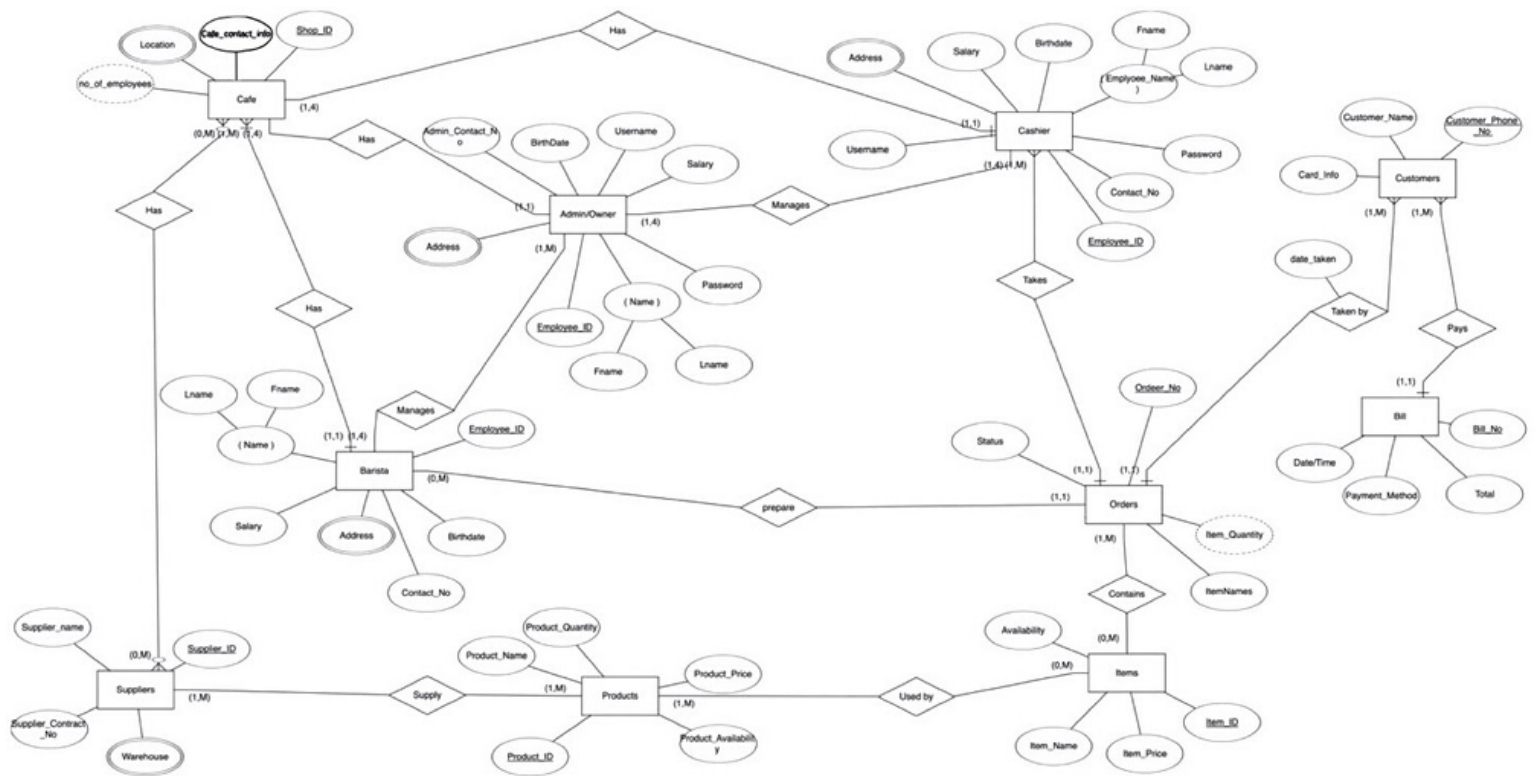 Location
Cafe_contact_info
Shop_ID
no_of_employees
Cafe
(1,4)
(0,M)
(1,M)
(1,4)
Has
Has
Has
Has
Admin_Contact_N
o
BirthDate
Username
Salary
(1,1)
Admin/Owner
(1,4)
(1,M)
Address
Employee_ID
( Name )
Fname
Lname
Password
Manages
Address
Salary
Birthdate
Fname
Lname
( Emplyoee_Name
)
(1,1)
Cashier
Username
Password
Contact_No
Employee_ID
(1,4)
(1,M)
Takes
Customer_Name
Customer_Phone
_No
Card_Info
Customers
(1,M)
(1,M)
date_taken
Taken by
Pays
(1,1)
Bill
Bill_No
Date/Time
Payment_Method
Total
Manages
Lname
Fname
( Name )
(1,1)
(1,4)
Employee_ID
Barista
(0,M)
Salary
Address
Birthdate
Contact_No
prepare
Ordeer_No
Status
(1,1)
(1,1)
(1,1)
Orders
(1,M)
Item_Quantity
ItemNames
Contains
(0,M)
Availability
(0,M)
Items
Item_ID
Item_Name
Item_Price
Supplier_name
(0,M)
Supplier_ID
Suppliers
(1,M)
Supplier_Contract
_No
Warehouse
Supply
Product_Quantity
Product_Name
Product_Price
(1,M)
Products
(1,M)
Product_ID
Product_Availabilit
y
Used by